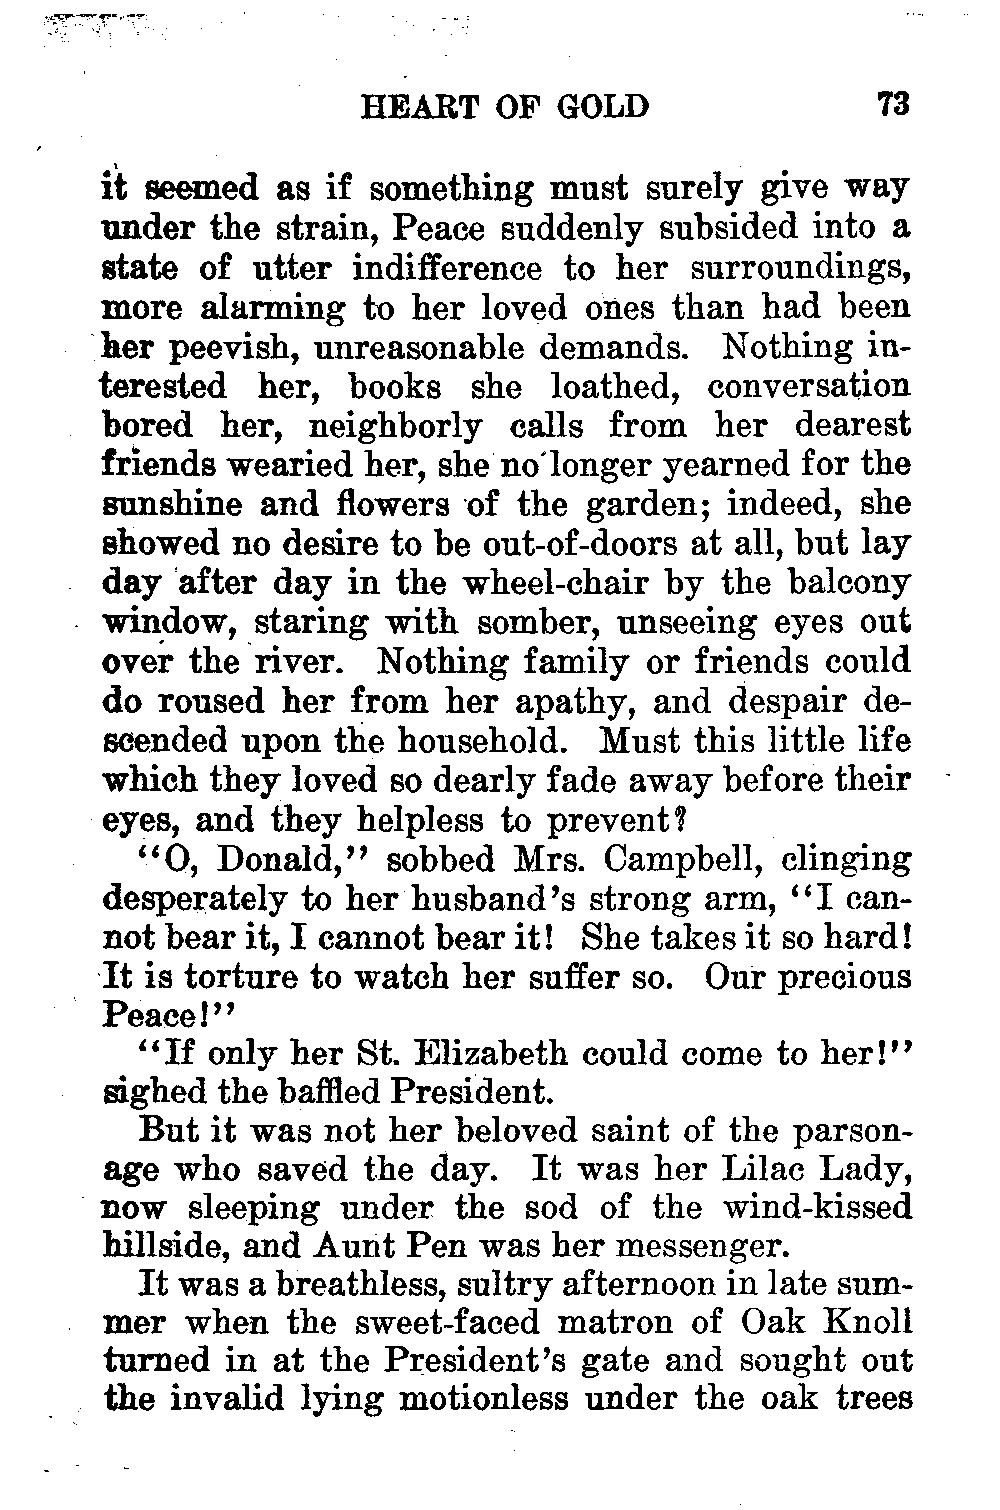 HEART OF GOLD 73
it seemed as if something must surely give way
under the strain, Peace suddenly subsided into a
state of utter indifference to her surroundings,
more alarming to her loved ones than had been
her peevish, unreasonable demands. Nothing in-
terested her, books she loathed, conversation
bored her, neighborly calls from her dearest
friends wearied her, she no longer yearned for the
sunshine and flowers of the garden; indeed, she
showed no desire to be out-of-doors at all, but lay
day after day in the wheel-chair by the balcony
window, staring with somber, unseeing eyes out
over the river. Nothing family or friends could
do roused her from her apathy, and despair de-
scended upon the household. Must this little life
which they loved so dearly fade away before their
eyes, and they helpless to prevent?
"O, Donald," sobbed Mrs. Campbell, clinging
desperately to her husband's strong arm, "I can-
not bear it, I cannot bear it! She takes it so hard!
It is torture to watch her suffer so. Our precious
Peace!"
"If only her St. Elizabeth could come to her!"
sighed the baffled President.
But it was not her beloved saint of the parson-
age who saved the day. It was her Lilac Lady,
now sleeping under the sod of the wind-kissed
hillside, and Aunt Pen was her messenger.
It was a breathless, sultry afternoon in late sum-
mer when the sweet-faced matron of Oak Knoll
turned in at the President's gate and sought out
the invalid lying motionless under the oak trees